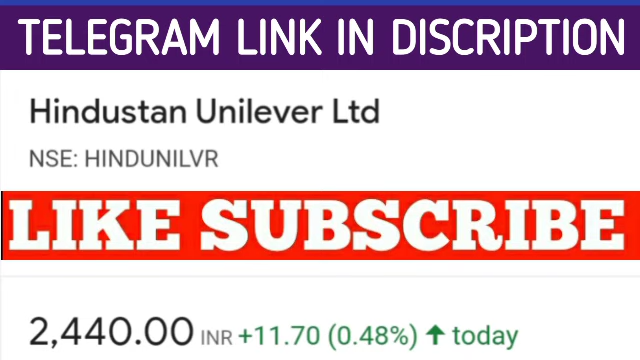 TELEGRAM LINK IN DISCRIPTION
Hindustan Unilever Ltd
NSE: HINDUNILVR
LIKE SUBSCRIBE
2,440.00 INR +11.70 (0.48%) ↑ today